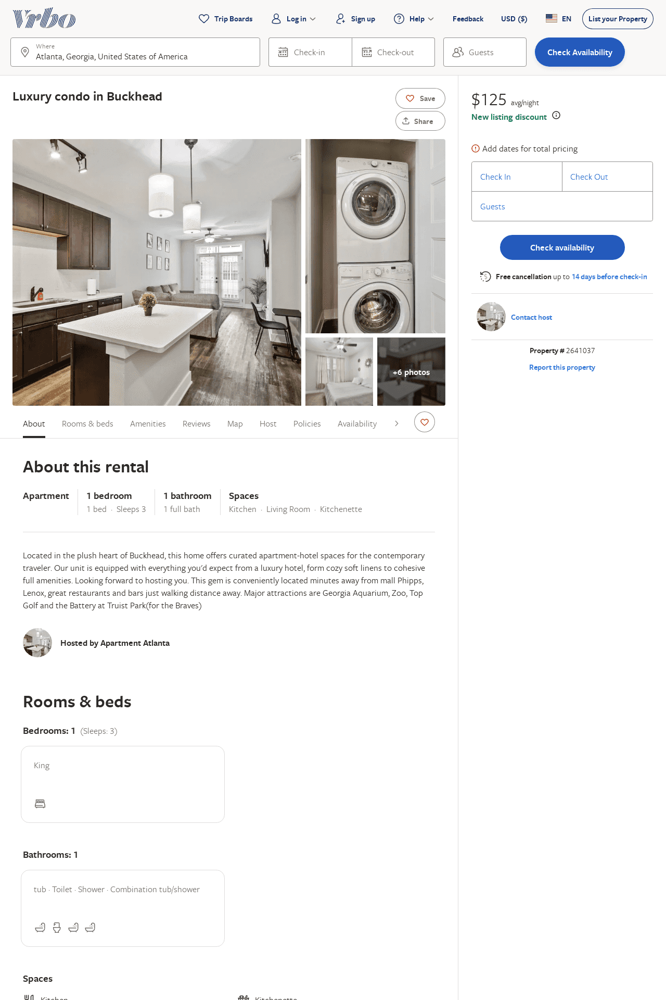 Vrbo
Trip Boards
Log in
Sign up
Help
Feedback
USD ($)
EN
List your Property
Where
Atlanta, Georgia, United States of America
Check-in
Check-out
Guests
Check Availability
Luxury condo in Buckhead
Save
Share
+6 photos
$125 avg/night
New listing discount
Add dates for total pricing
Check In
Check Out
Guests
Check availability
Free cancellation up to 14 days before check-in
Contact host
Property # 2641037
Report this property
About
Rooms & beds
Amenities
Reviews
Map
Host
Policies
Availability
About this rental
Apartment
1 bedroom
1 bed · Sleeps 3
1 bathroom
1 full bath
Spaces
Kitchen · Living Room · Kitchenette
Located in the plush heart of Buckhead, this home offers curated apartment-hotel spaces for the contemporary
traveler. Our unit is equipped with everything you'd expect from a luxury hotel, form cozy soft linens to cohesive
full amenities. Looking forward to hosting you. This gem is conveniently located minutes away from mall Phipps,
Lenox, great restaurants and bars just walking distance away. Major attractions are Georgia Aquarium, Zoo, Top
Golf and the Battery at Truist Park(for the Braves)
Hosted by Apartment Atlanta
Rooms & beds
Bedrooms: 1 (Sleeps: 3)
King
Bathrooms: 1
tub · Toilet · Shower · Combination tub/shower
Spaces
Kitchen
Kitchenette